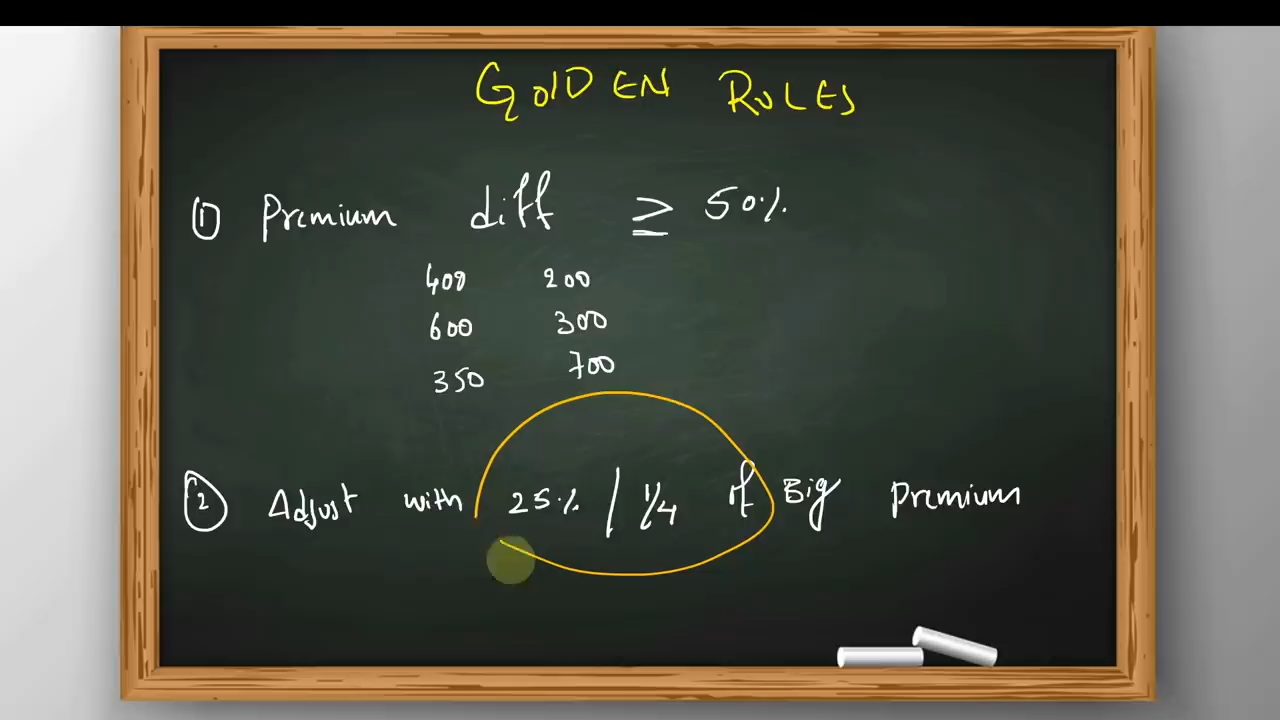 GOLDEN RULES
① Premium diff ≥ 50%
400 200
600 300
350 700
② Adjust with 25% / 1/4 if Big Premium